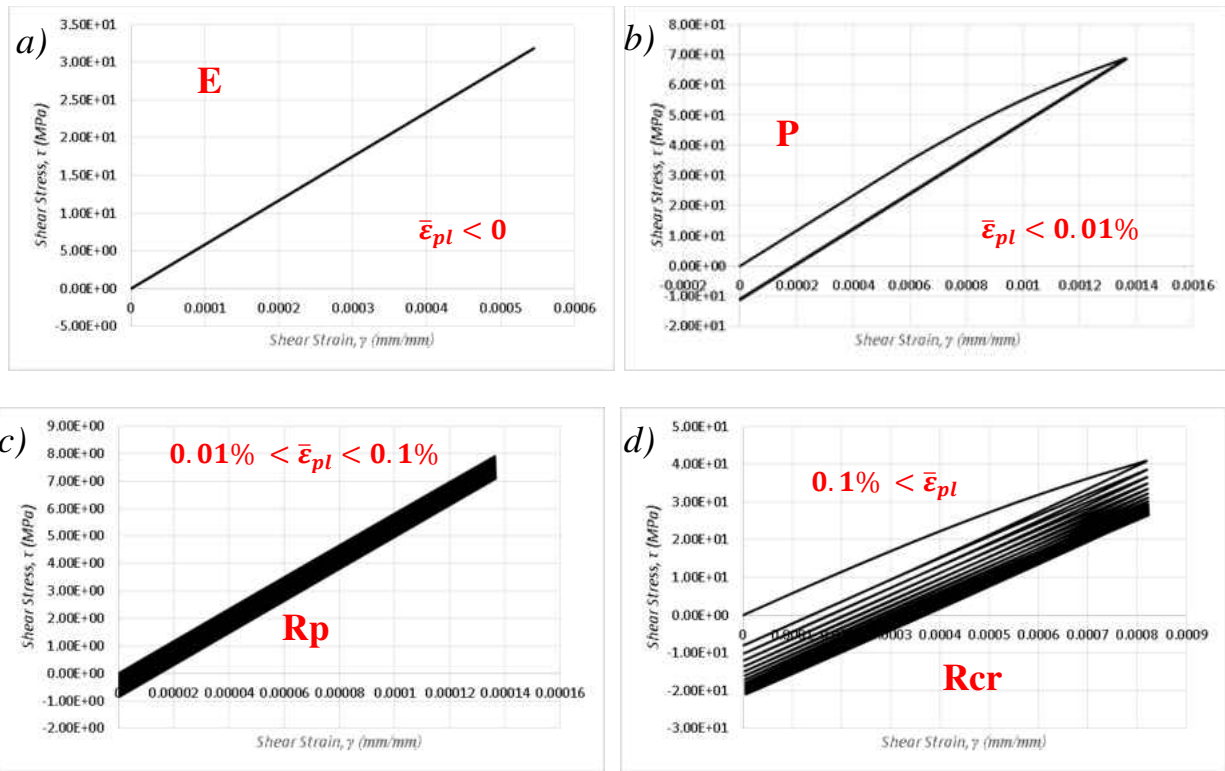 a)
3.50E+01
3.00E+01
2.50E+01
2.00E+01
1.50E+01
1.00E+01
5.00E+00
0.00E+00
-5.00E+00
Shear Stress, τ (MPa)
E
ε̄pl < 0
0 0.0001 0.0002 0.0003 0.0004 0.0005 0.0006
Shear Strain, γ (mm/mm)
b)
8.00E+01
7.00E+01
6.00E+01
5.00E+01
4.00E+01
3.00E+01
2.00E+01
1.00E+01
0.00E+00
-1.00E+01
-2.00E+01
Shear Stress, τ (MPa)
P
ε̄pl < 0.01%
-0.0002 0 0.0002 0.0004 0.0006 0.0008 0.001 0.0012 0.0014 0.0016
Shear Strain, γ (mm/mm)
c)
9.00E+00
8.00E+00
7.00E+00
6.00E+00
5.00E+00
4.00E+00
3.00E+00
2.00E+00
1.00E+00
0.00E+00
-1.00E+00
-2.00E+00
Shear Stress, τ (MPa)
0.01% < ε̄pl < 0.1%
Rp
0 0.00002 0.00004 0.00006 0.00008 0.0001 0.00012 0.00014 0.00016
Shear Strain, γ (mm/mm)
d)
5.00E+01
4.00E+01
3.00E+01
2.00E+01
1.00E+01
0.00E+00
-1.00E+01
-2.00E+01
-3.00E+01
Shear Stress, τ (MPa)
0.1% < ε̄pl
Rcr
0 0.0001 0.0003 0.0004 0.0005 0.0006 0.0007 0.0008 0.0009
Shear Strain, γ (mm/mm)